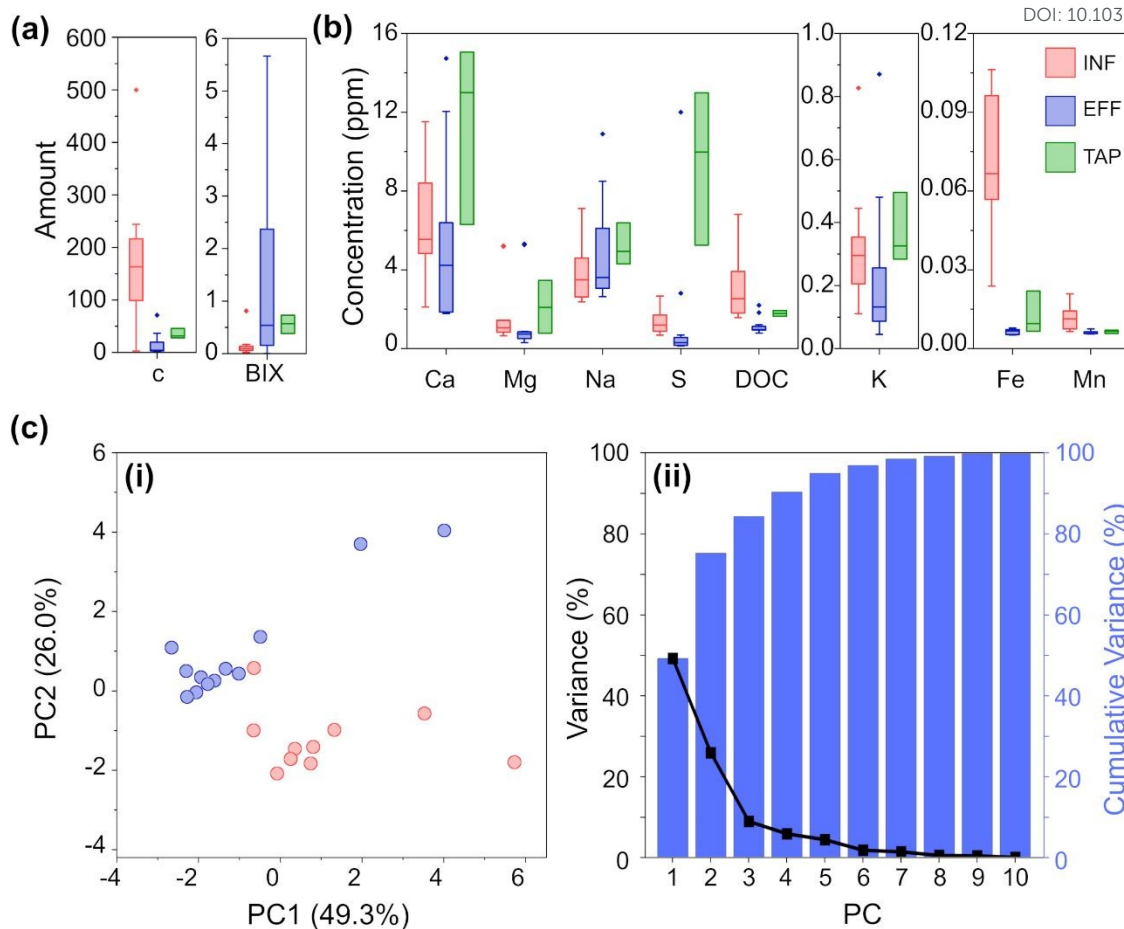 DOI: 10.103
(a)
600
500
400
300
200
100
0
Amount
c
6
5
4
3
2
1
0
BIX
(b)
16
12
8
4
0
Concentration (ppm)
Ca
Mg
Na
S
DOC
1.0
0.8
0.6
0.4
0.2
0.0
K
0.12
0.09
0.06
0.03
0.00
Fe
Mn
INF
EFF
TAP
(c)
(i)
6
4
2
0
-2
-4
PC2 (26.0%)
-4
-2
0
2
4
6
PC1 (49.3%)
(ii)
100
80
60
40
20
0
Variance (%)
1
2
3
4
5
6
7
8
9
10
PC
100
80
60
40
20
0
Cumulative Variance (%)